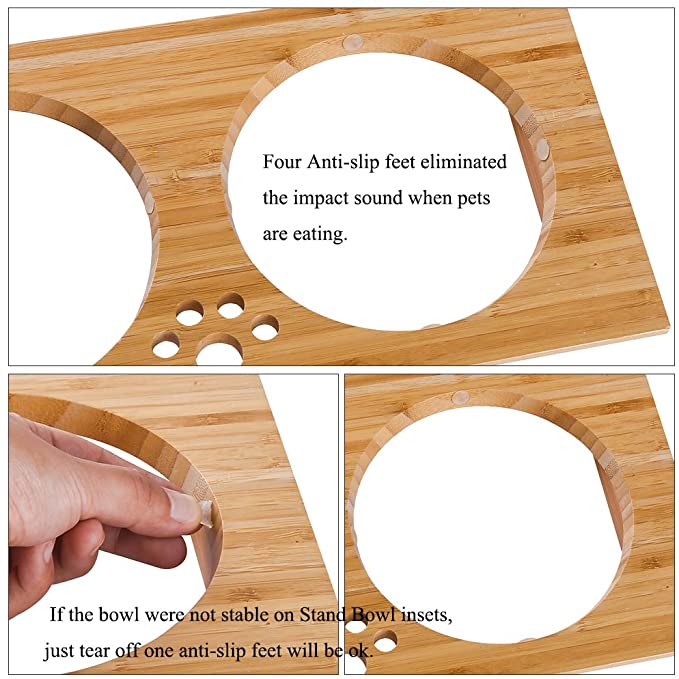 Four Anti-slip feet eliminated
the impact sound when pets
are eating.
If the bowl were not stable on Stand Bowl insets,
just tear off one anti-slip feet will be ok.